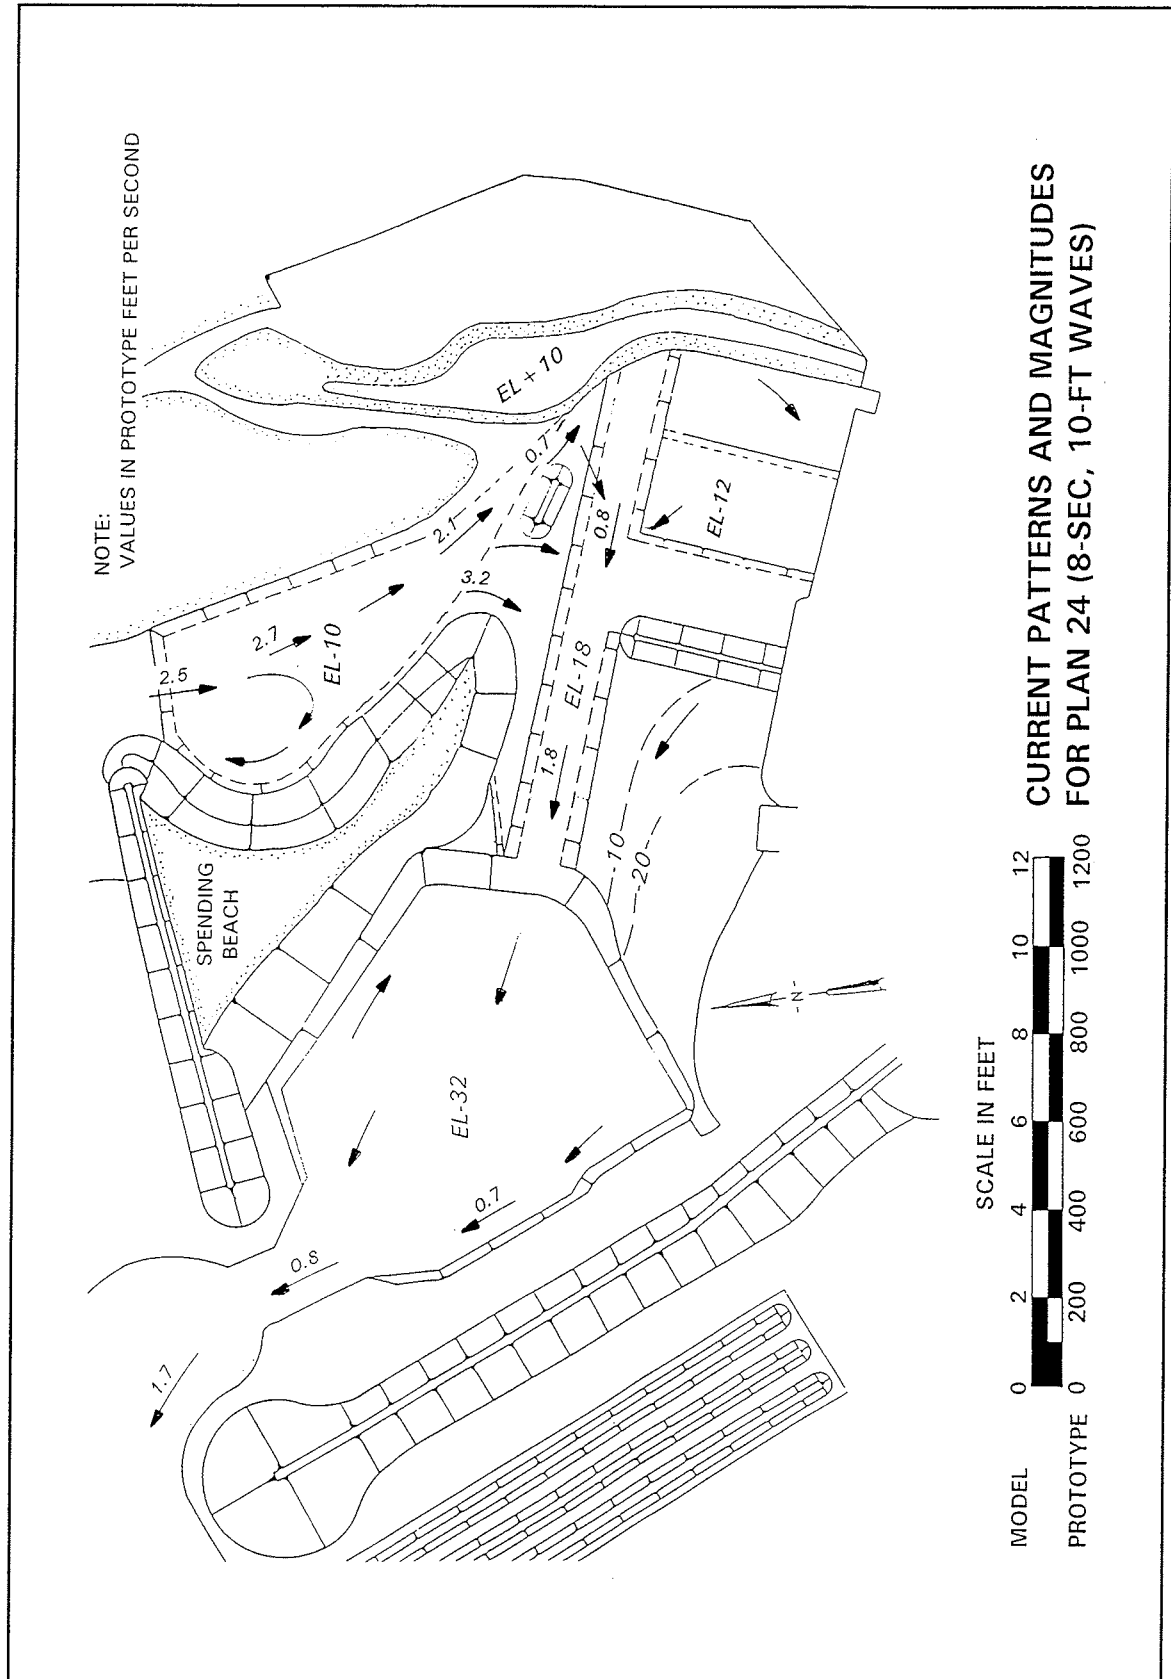 NOTE:
VALUES IN PROTOTYPE FEET PER SECOND
2.5
2.7
EL-10
2.1
3.2
0.7
EL + 10
SPENDING
BEACH
0.8
EL-12
EL-18
1.8
-10
-20
EL-32
0.7
0.8
1.7
-N-
SCALE IN FEET
MODEL 0 2 4 6 8 10 12
PROTOTYPE 0 200 400 600 800 1000 1200
CURRENT PATTERNS AND MAGNITUDES
FOR PLAN 24 (8-SEC, 10-FT WAVES)